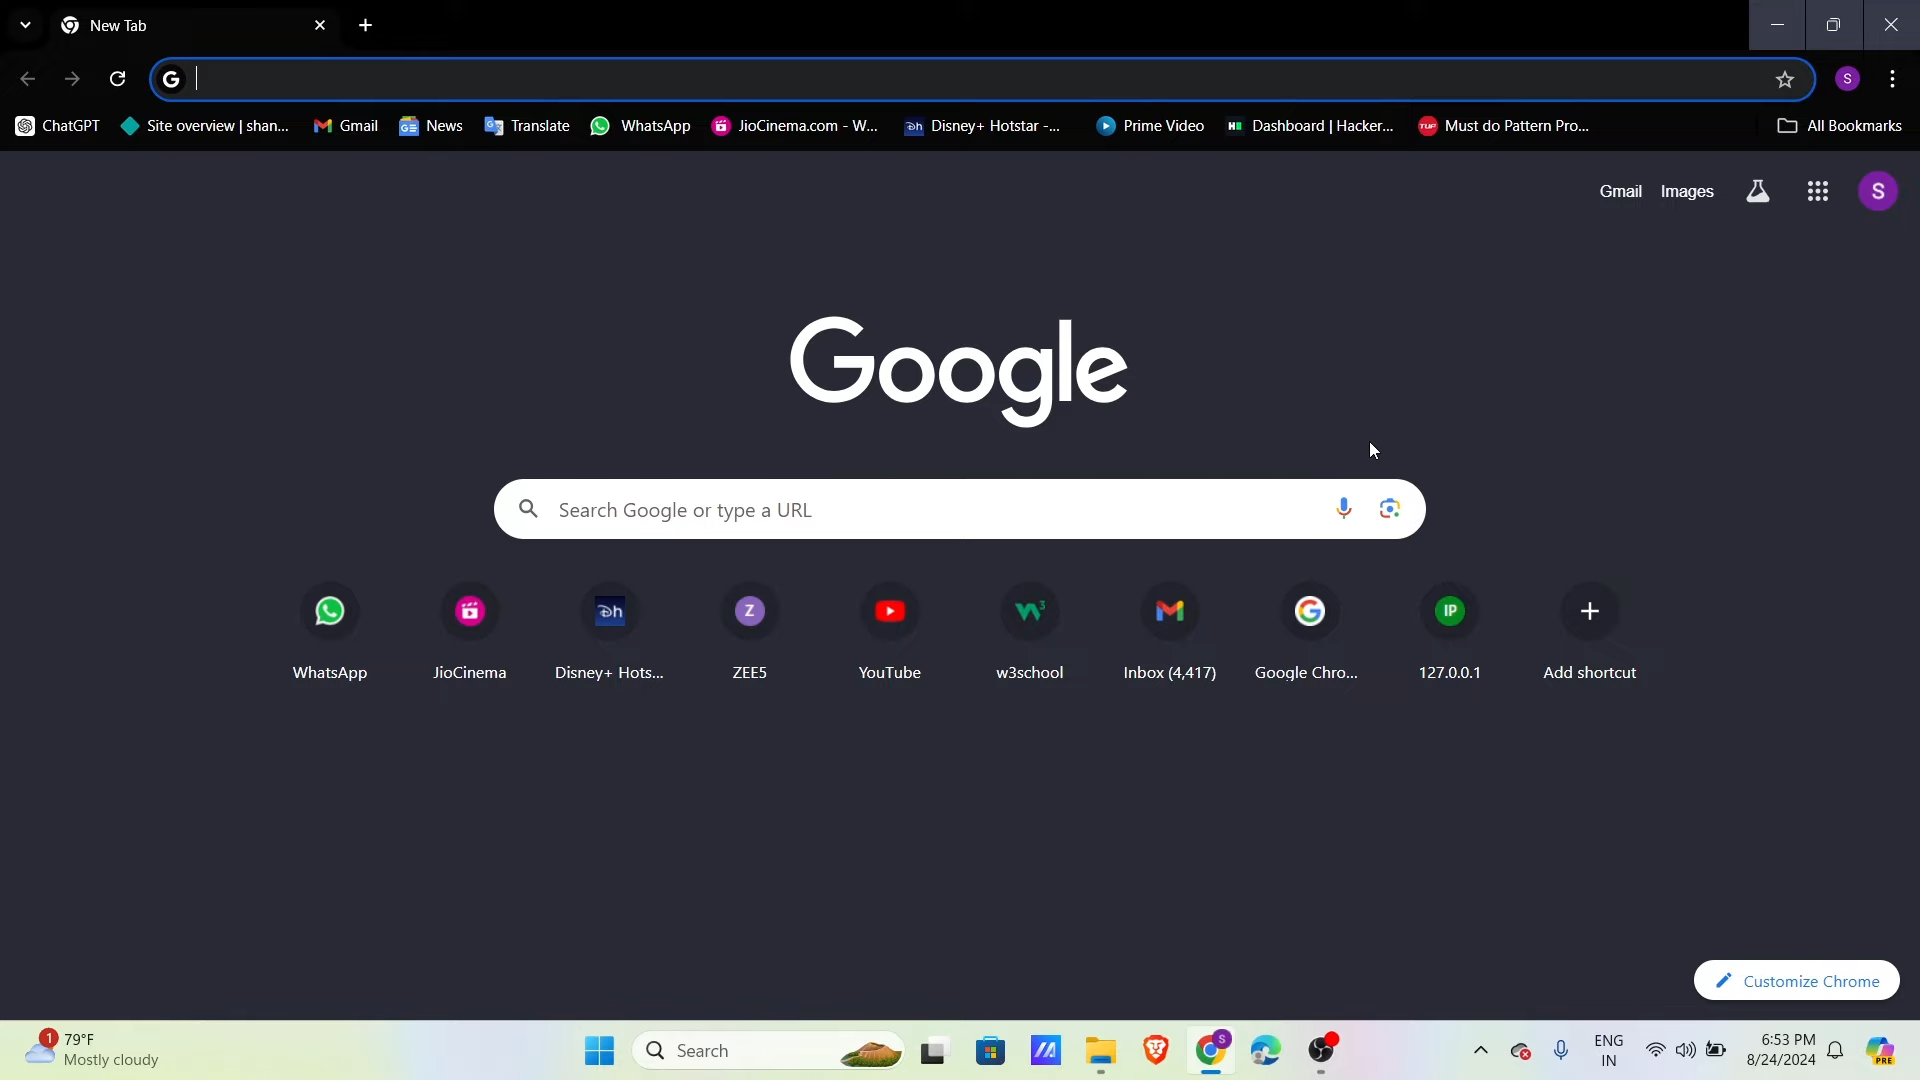 New Tab
ChatGPT Site overview | shan... Gmail News Translate WhatsApp JioCinema.com - W... Disney+ Hotstar -... Prime Video Dashboard | Hacker... Must do Pattern Pro... All Bookmarks
Gmail Images S
Google
Search Google or type a URL
WhatsApp JioCinema Disney+ Hots... ZEE5 YouTube w3school Inbox (4,417) Google Chro... 127.0.0.1 Add shortcut
Customize Chrome
79°F
Mostly cloudy
Search
ENG
IN
6:53 PM
8/24/2024